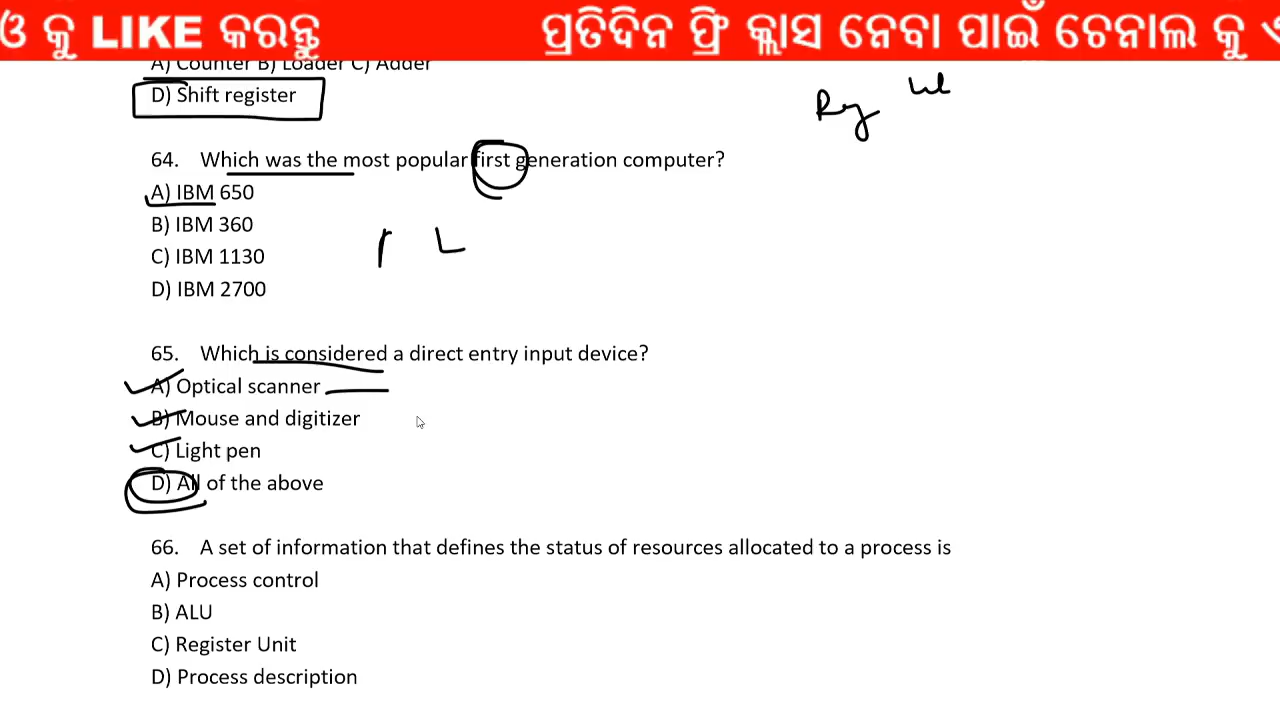 ଓ କୁ LIKE କରନ୍ତୁ ପ୍ରତିଦିନ ଫ୍ରି କ୍ଲାସ ନେବା ପାଇଁ ଚେନାଲ କୁ ଏ
A) Counter B) Loader C) Adder
D) Shift register
64. Which was the most popular first generation computer?
A) IBM 650
B) IBM 360
C) IBM 1130
D) IBM 2700
65. Which is considered a direct entry input device?
A) Optical scanner
B) Mouse and digitizer
C) Light pen
D) All of the above
66. A set of information that defines the status of resources allocated to a process is
A) Process control
B) ALU
C) Register Unit
D) Process description